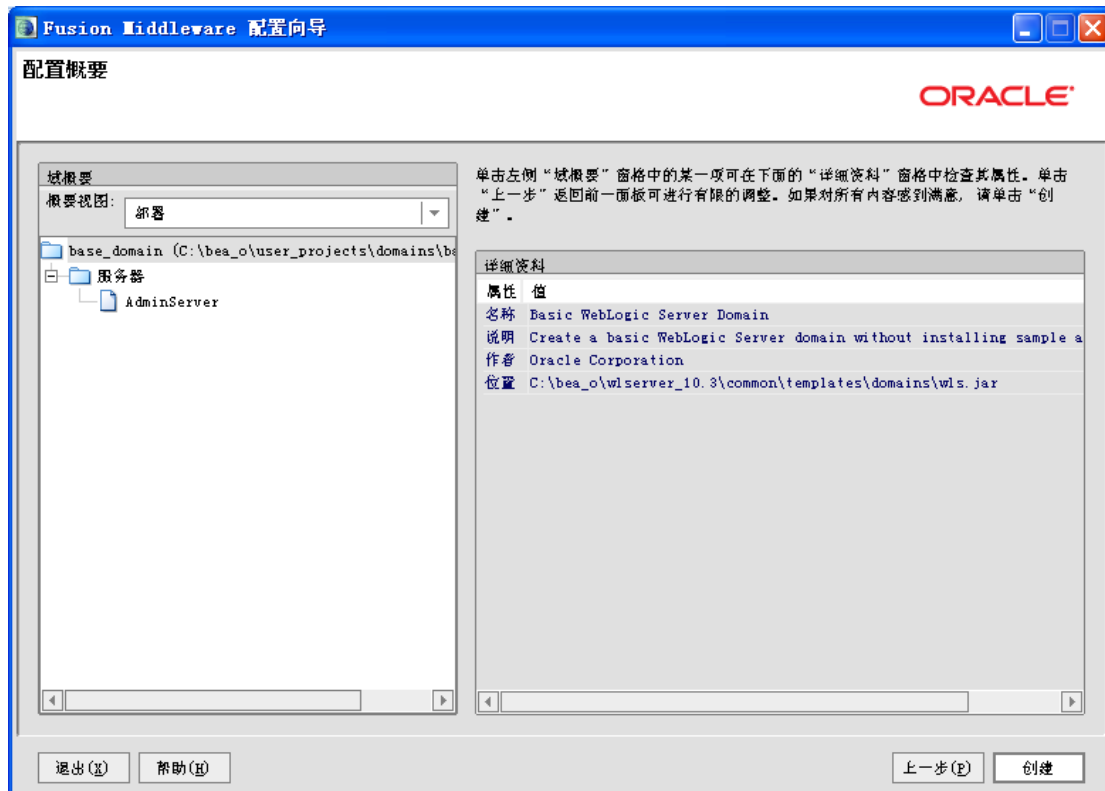 Fusion Middleware 配置向导
配置概要
ORACLE
域概要
概要视图:
部署
base_domain (C:\bea_o\user_projects\domains\ba
服务器
AdminServer
单击左侧“域概要”窗格中的某一项可在下面的“详细资料”窗格中检查其属性。单击
“上一步”返回前一面板可进行有限的调整。如果对所有内容感到满意, 请单击“创
建”。
详细资料
属性 值
名称 Basic WebLogic Server Domain
说明 Create a basic WebLogic Server domain without installing sample a
作者 Oracle Corporation
位置 C:\bea_o\wlserver_10.3\common\templates\domains\wls.jar
退出(X) 帮助(H) 上一步(P) 创建